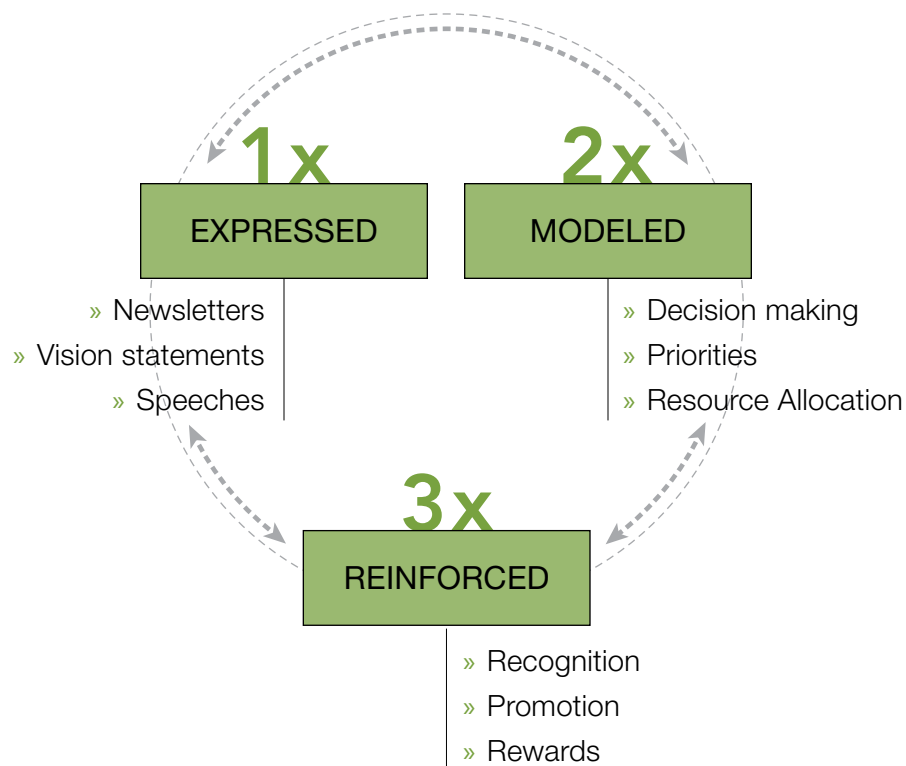 1x
EXPRESSED
» Newsletters
» Vision statements
» Speeches
2x
MODELED
» Decision making
» Priorities
» Resource Allocation
3x
REINFORCED
» Recognition
» Promotion
» Rewards